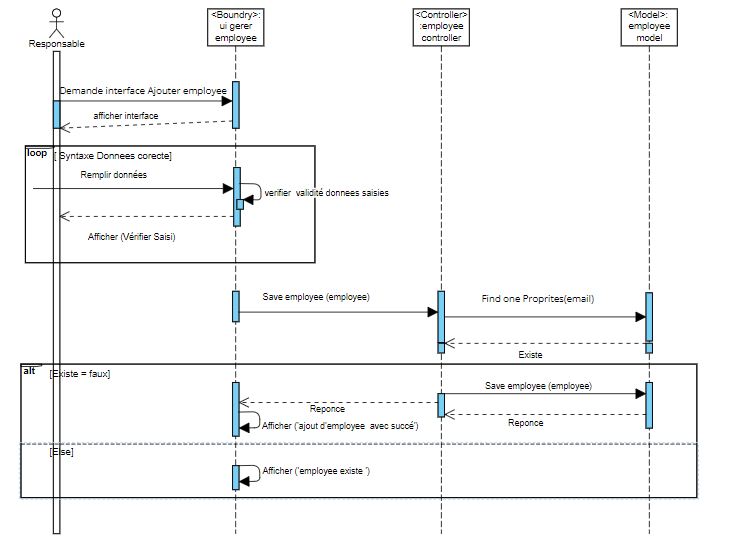 <Boundry>:
ui gerer
employee
<Controller>
:employee
controller
<Model>:
employee
model
Responsable
Demande interface Ajouter employee
afficher interface
loop
[ Syntaxe Donnees corecte]
Remplir données
verifier validité donnees saisies
Afficher (Vérifier Saisi)
Save employee (employee)
Find one Proprites(email)
Existe
alt
[Existe = faux]
Save employee (employee)
Reponce
Reponce
Afficher ('ajout d'employee avec succé')
[Else]
Afficher ('employee existe ')